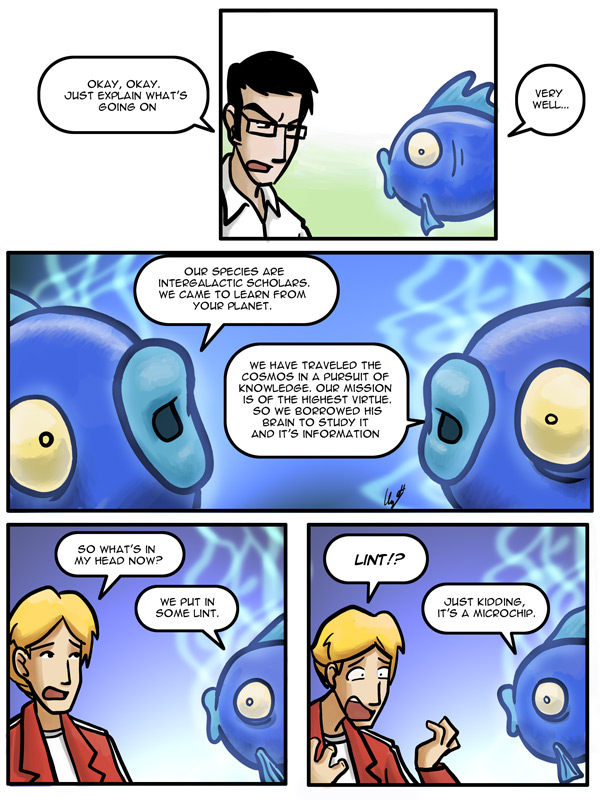 OKAY, OKAY.
JUST EXPLAIN WHAT'S
GOING ON
VERY
WELL...
OUR SPECIES ARE
INTERGALACTIC SCHOLARS.
WE CAME TO LEARN FROM
YOUR PLANET.
WE HAVE TRAVELED THE
COSMOS IN A PURSUIT OF
KNOWLEDGE. OUR MISSION
IS OF THE HIGHEST VIRTUE.
SO WE BORROWED HIS
BRAIN TO STUDY IT
AND IT'S INFORMATION
SO WHAT'S IN
MY HEAD NOW?
WE PUT IN
SOME LINT.
LINT!?
JUST KIDDING,
IT'S A MICROCHIP.